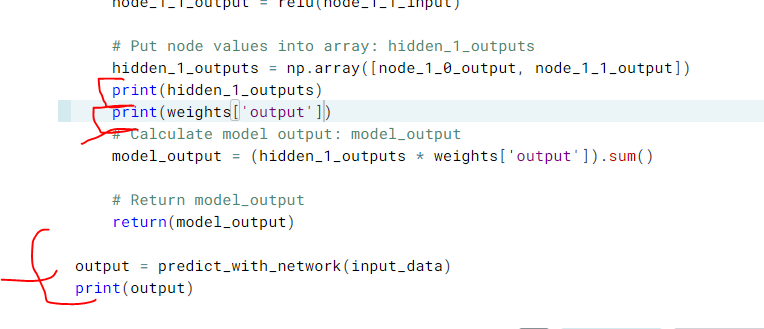 node_1_1_output = relu(node_1_1_input)
# Put node values into array: hidden_1_outputs
hidden_1_outputs = np.array([node_1_0_output, node_1_1_output])
print(hidden_1_outputs)
print(weights['output'])
# Calculate model output: model_output
model_output = (hidden_1_outputs * weights['output']).sum()
# Return model_output
return(model_output)
output = predict_with_network(input_data)
print(output)